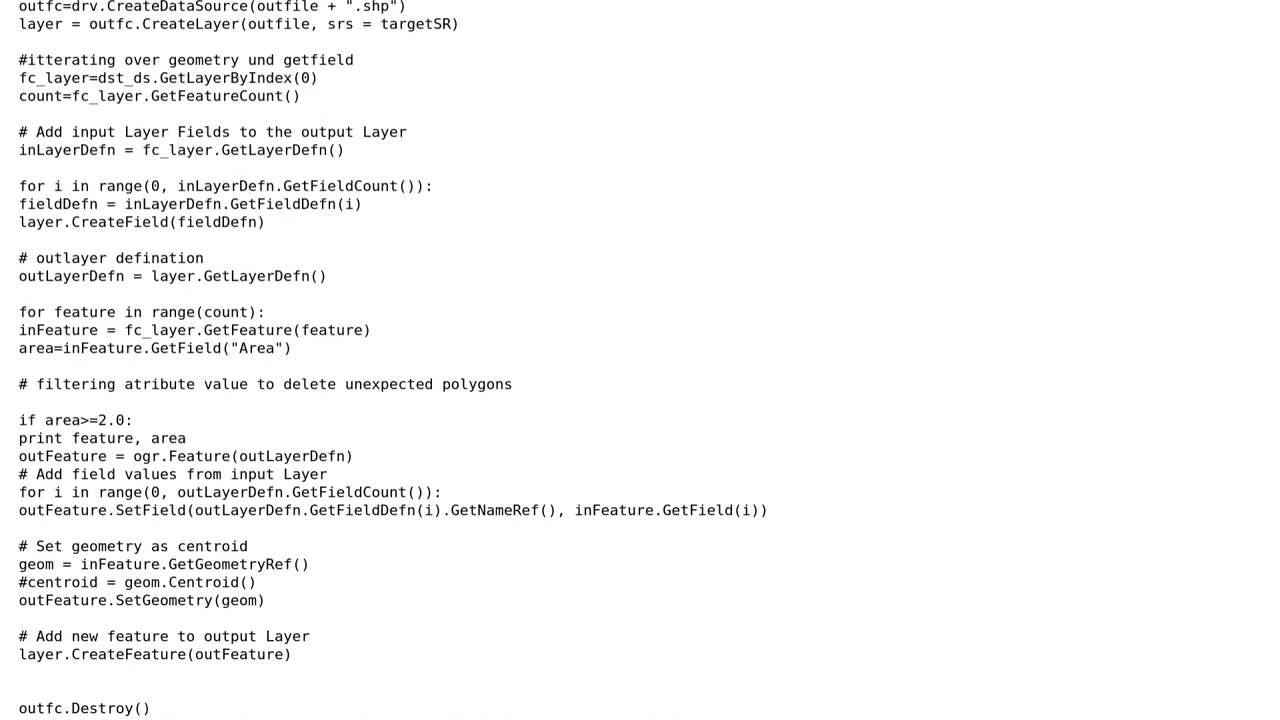 outfc=drv.CreateDataSource(outfile + ".shp")
layer = outfc.CreateLayer(outfile, srs = targetSR)
#itterating over geometry und getfield
fc_layer=dst_ds.GetLayerByIndex(0)
count=fc_layer.GetFeatureCount()
# Add input Layer Fields to the output Layer
inLayerDefn = fc_layer.GetLayerDefn()
for i in range(0, inLayerDefn.GetFieldCount()):
fieldDefn = inLayerDefn.GetFieldDefn(i)
layer.CreateField(fieldDefn)
# outlayer defination
outLayerDefn = layer.GetLayerDefn()
for feature in range(count):
inFeature = fc_layer.GetFeature(feature)
area=inFeature.GetField("Area")
# filtering atribute value to delete unexpected polygons
if area>=2.0:
print feature, area
outFeature = ogr.Feature(outLayerDefn)
# Add field values from input Layer
for i in range(0, outLayerDefn.GetFieldCount()):
outFeature.SetField(outLayerDefn.GetFieldDefn(i).GetNameRef(), inFeature.GetField(i))
# Set geometry as centroid
geom = inFeature.GetGeometryRef()
#centroid = geom.Centroid()
outFeature.SetGeometry(geom)
# Add new feature to output Layer
layer.CreateFeature(outFeature)
outfc.Destroy()